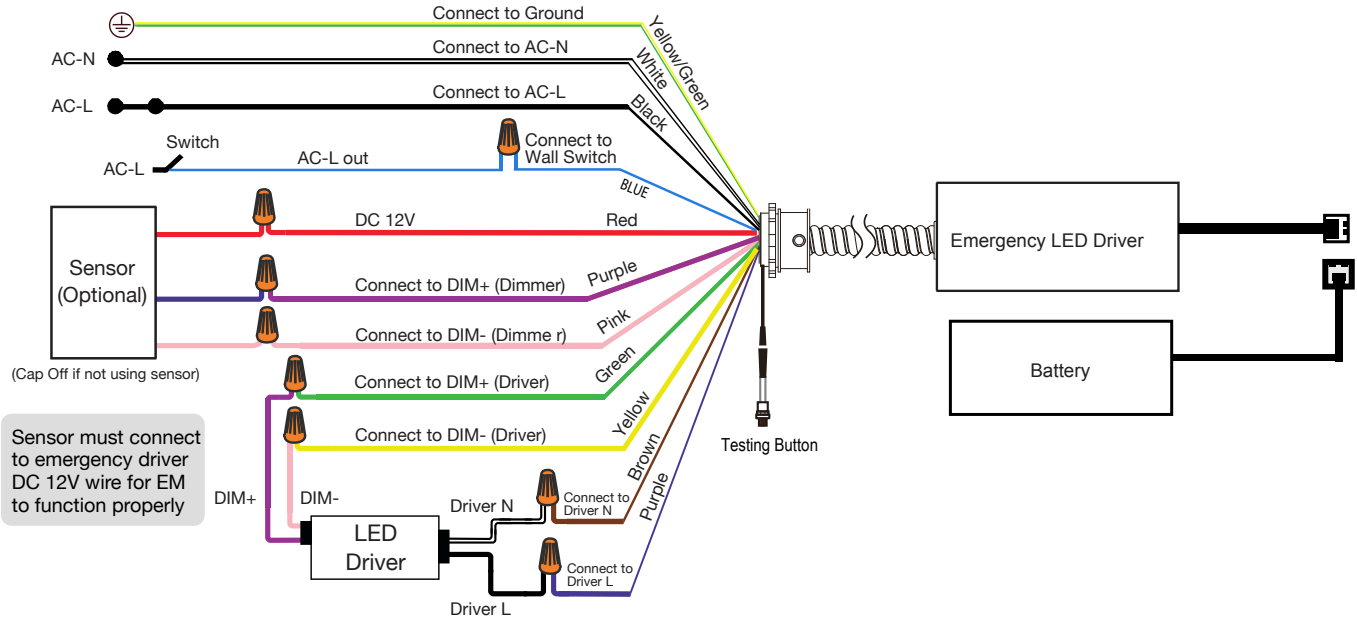 Connect to Ground
Yellow/Green
AC-N
Connect to AC-N
White
AC-L
Connect to AC-L
Black
Switch
AC-L
AC-L out
Connect to
Wall Switch
BLUE
DC 12V
Red
Sensor
(Optional)
Connect to DIM+ (Dimmer)
Purple
Connect to DIM- (Dimme r)
Pink
(Cap Off if not using sensor)
Connect to DIM+ (Driver)
Green
Connect to DIM- (Driver)
Yellow
Sensor must connect
to emergency driver
DC 12V wire for EM
to function properly
DIM+
DIM-
LED
Driver
Driver N
Connect to
Driver N
Brown
Driver L
Connect to
Driver L
Purple
Testing Button
Emergency LED Driver
Battery